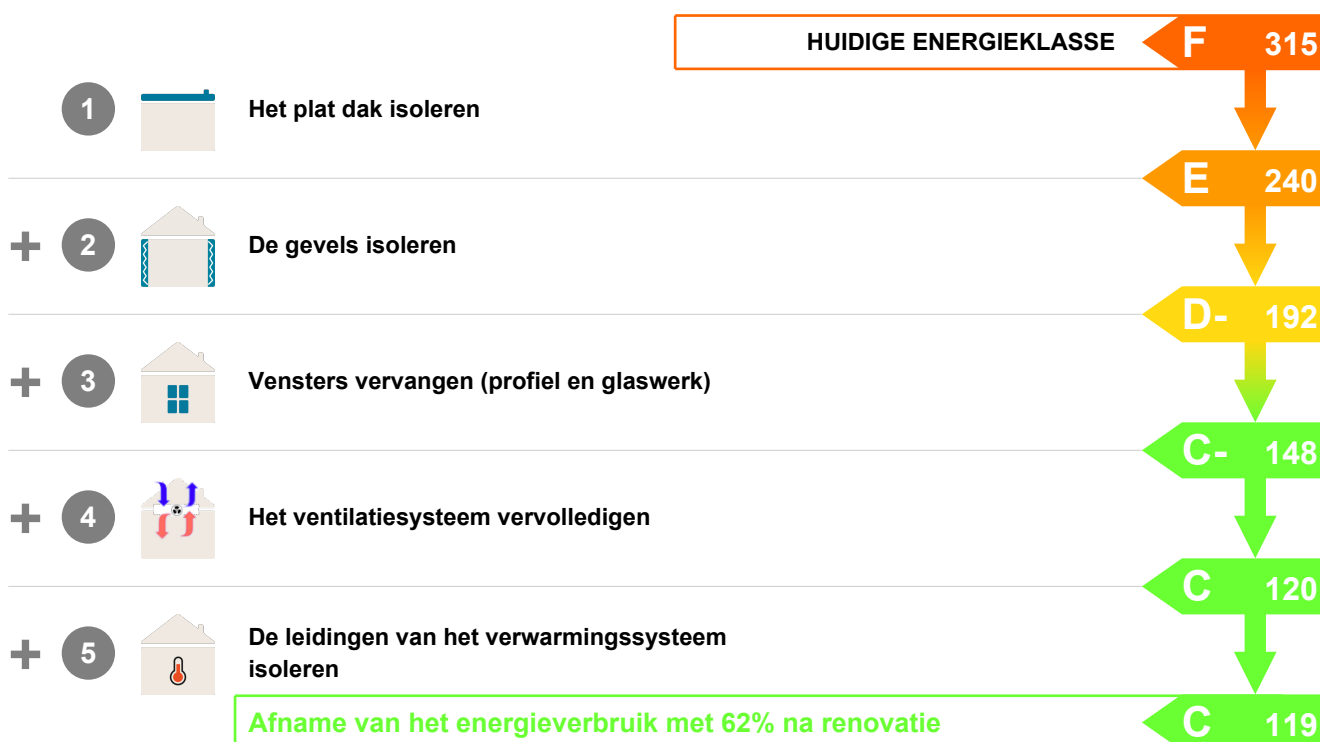 HUIDIGE ENERGIEKLASSE F 315
1 Het plat dak isoleren
E 240
+ 2 De gevels isoleren
D- 192
+ 3 Vensters vervangen (profiel en glaswerk)
C- 148
+ 4 Het ventilatiesysteem vervolledigen
C 120
+ 5 De leidingen van het verwarmingssysteem
isoleren
Afname van het energieverbruik met 62% na renovatie C 119